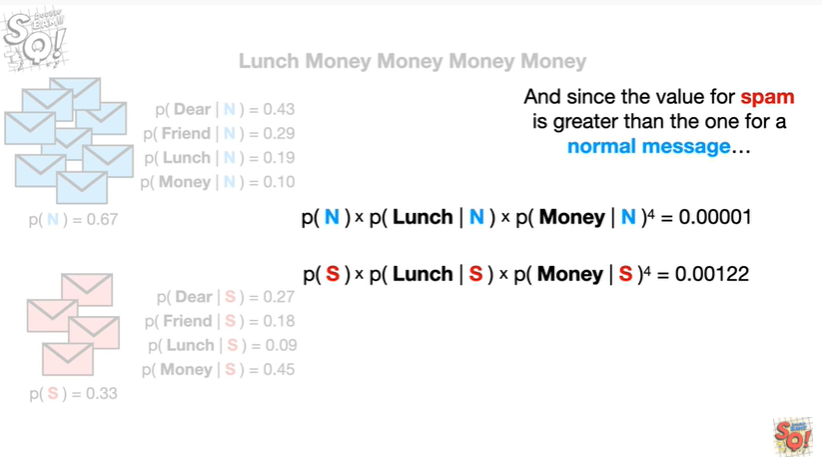 Lunch Money Money Money Money
And since the value for spam
is greater than the one for a
normal message…
p( Dear | N ) = 0.43
p( Friend | N ) = 0.29
p( Lunch | N ) = 0.19
p( Money | N ) = 0.10
p( N ) = 0.67
p( N ) × p( Lunch | N ) × p( Money | N )⁴ = 0.00001
p( S ) × p( Lunch | S ) × p( Money | S )⁴ = 0.00122
p( Dear | S ) = 0.27
p( Friend | S ) = 0.18
p( Lunch | S ) = 0.09
p( Money | S ) = 0.45
p( S ) = 0.33
SQ!